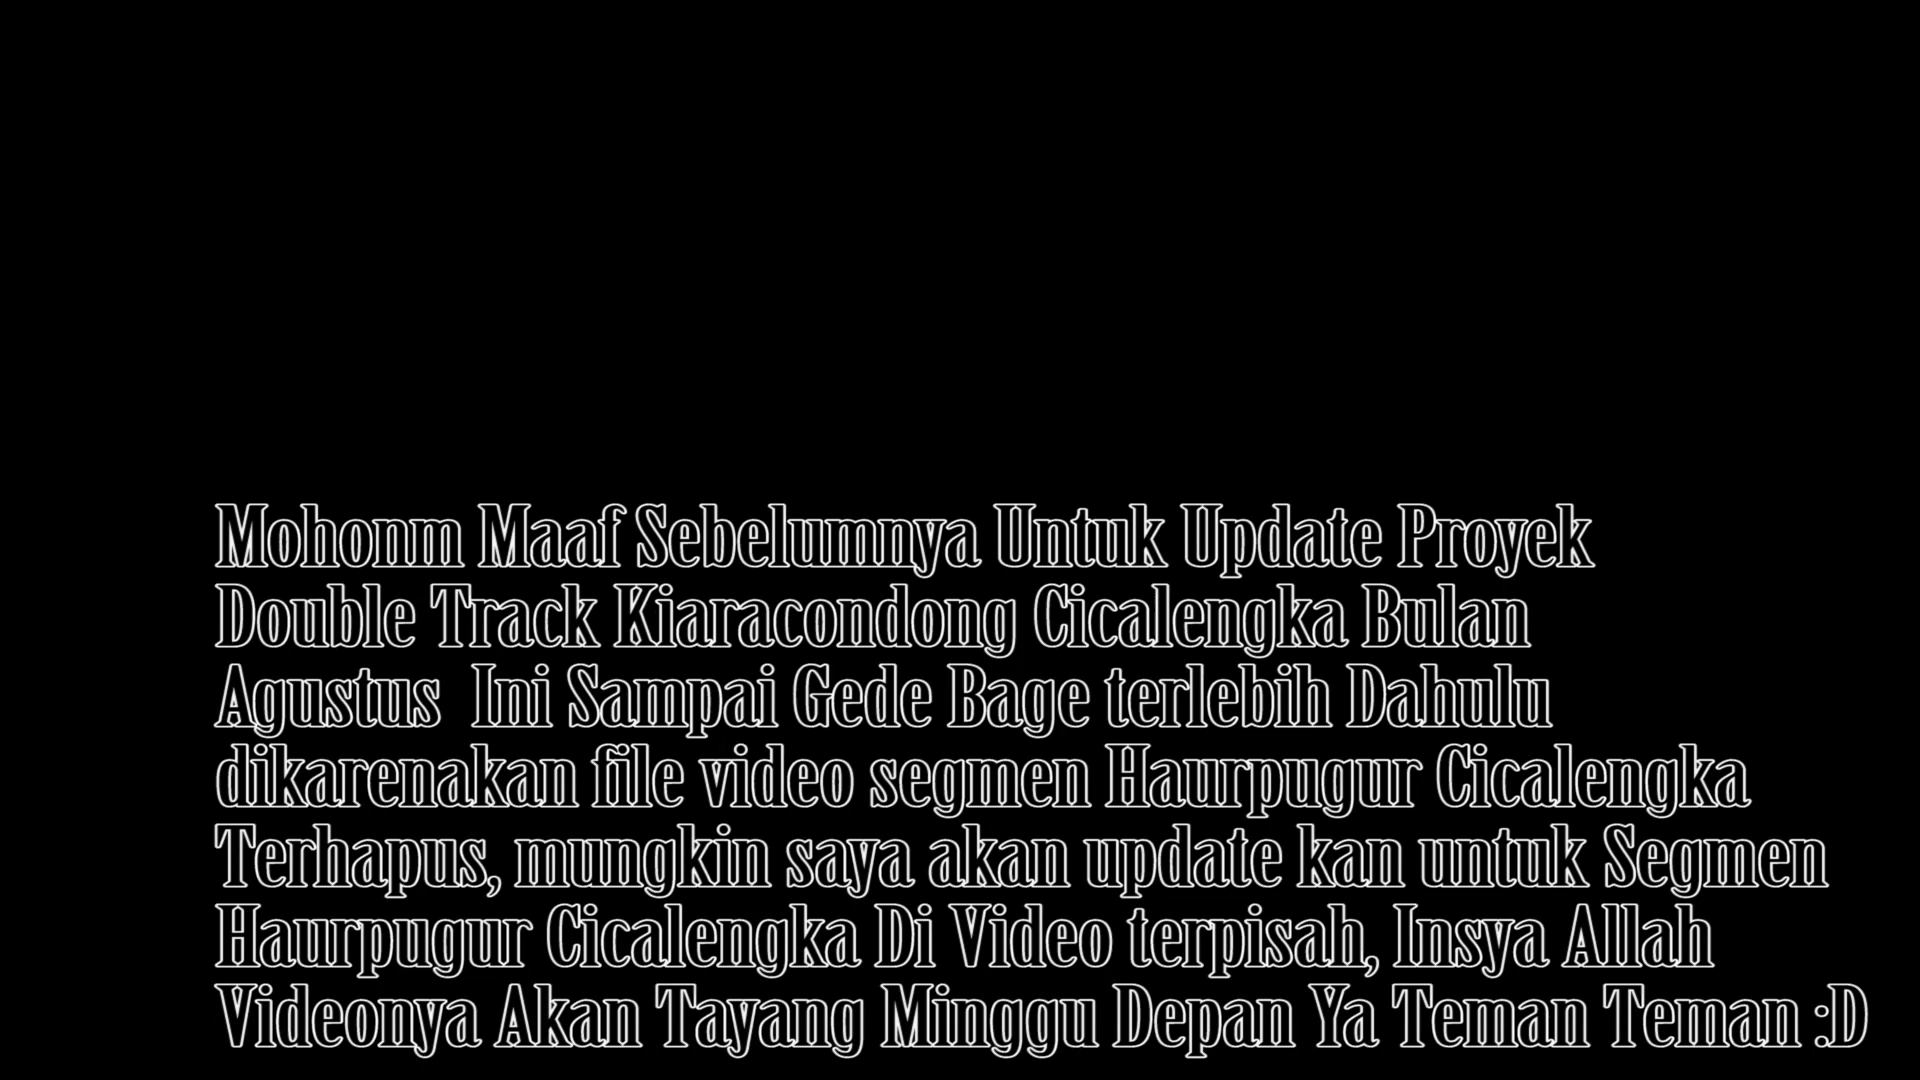 Mohonm Maaf Sebelumnya Untuk Update Proyek
Double Track Kiaracondong Cicalengka Bulan
Agustus  Ini Sampai Gede Bage terlebih Dahulu
dikarenakan file video segmen Haurpugur Cicalengka
Terhapus, mungkin saya akan update kan untuk Segmen
Haurpugur Cicalengka Di Video terpisah, Insya Allah
Videonya Akan Tayang Minggu Depan Ya Teman Teman :D